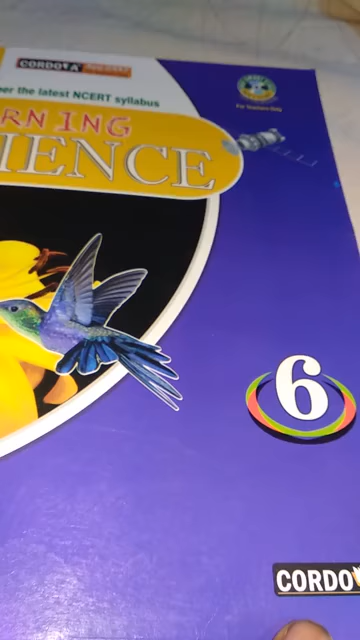 CORDOVA
per the latest NCERT syllabus
For Teachers Only
RNING
IENCE
6
CORDO